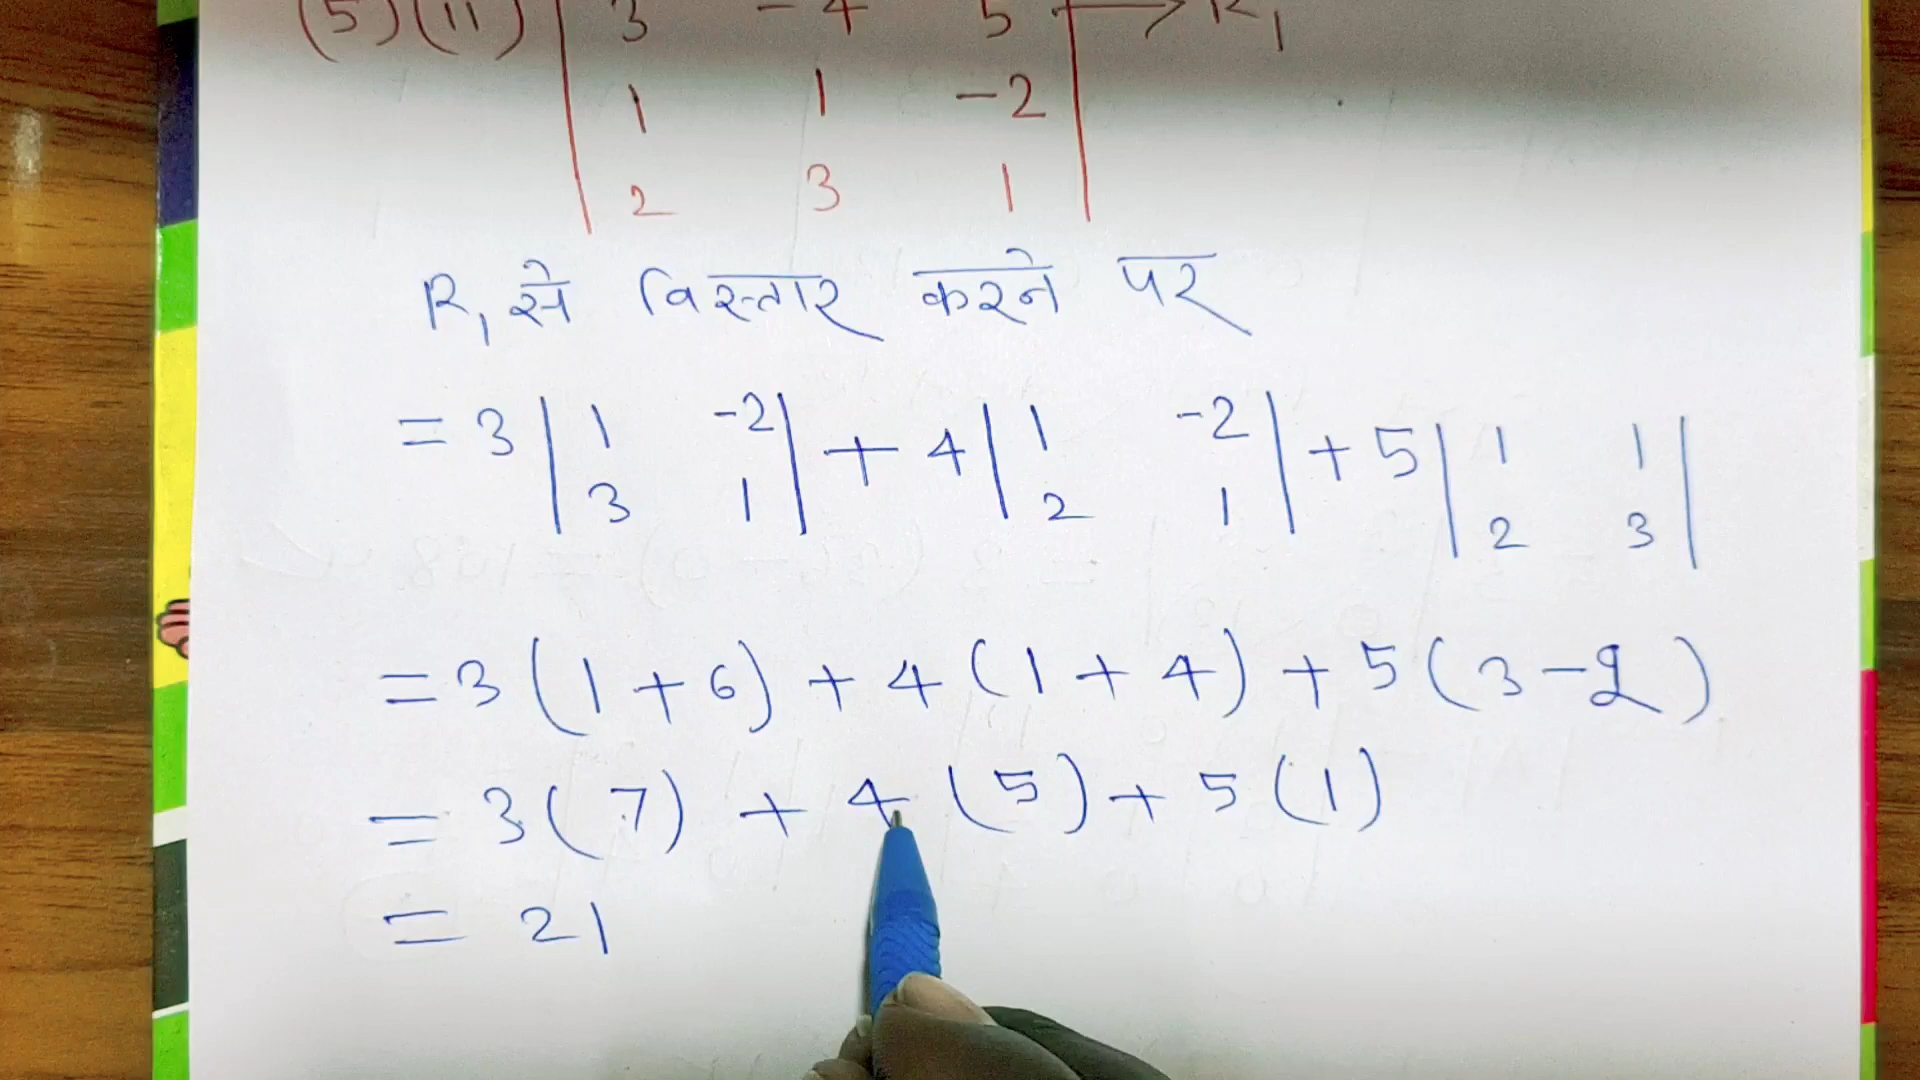 (5)(ii) | 3 -4 5 | → R₁
| 1 1 -2 |
| 2 3 1 |
R₁ से विस्तार करने पर
= 3 | 1 -2 | + 4 | 1 -2 | + 5 | 1 1 |
| 3 1 | | 2 1 | | 2 3 |
= 3 (1 + 6) + 4 (1 + 4) + 5 (3 - 2)
= 3 (7) + 4 (5) + 5 (1)
= 21